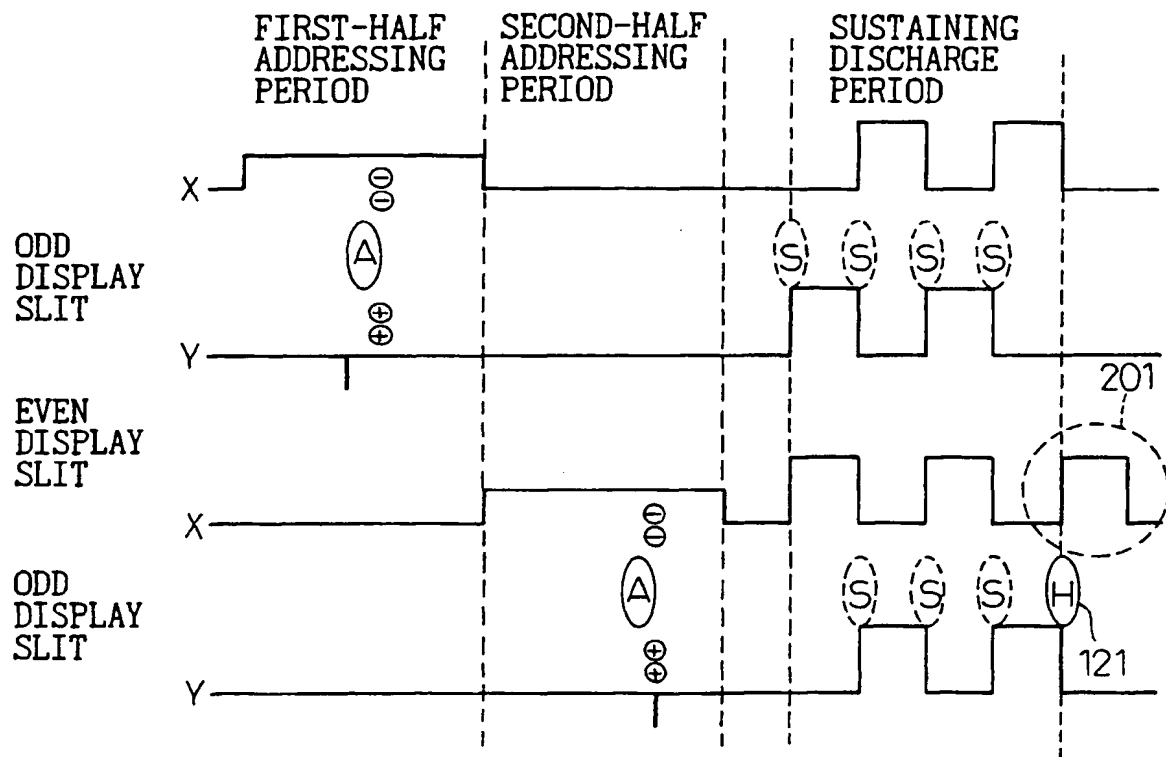 FIRST-HALF
ADDRESSING
PERIOD
SECOND-HALF
ADDRESSING
PERIOD
SUSTAINING
DISCHARGE
PERIOD
X
⊖
⊖
ODD
DISPLAY
SLIT
A
S S S S
⊕
⊕
Y
201
EVEN
DISPLAY
SLIT
X
⊖
⊖
ODD
DISPLAY
SLIT
A
S S S H
⊕
⊕
121
Y